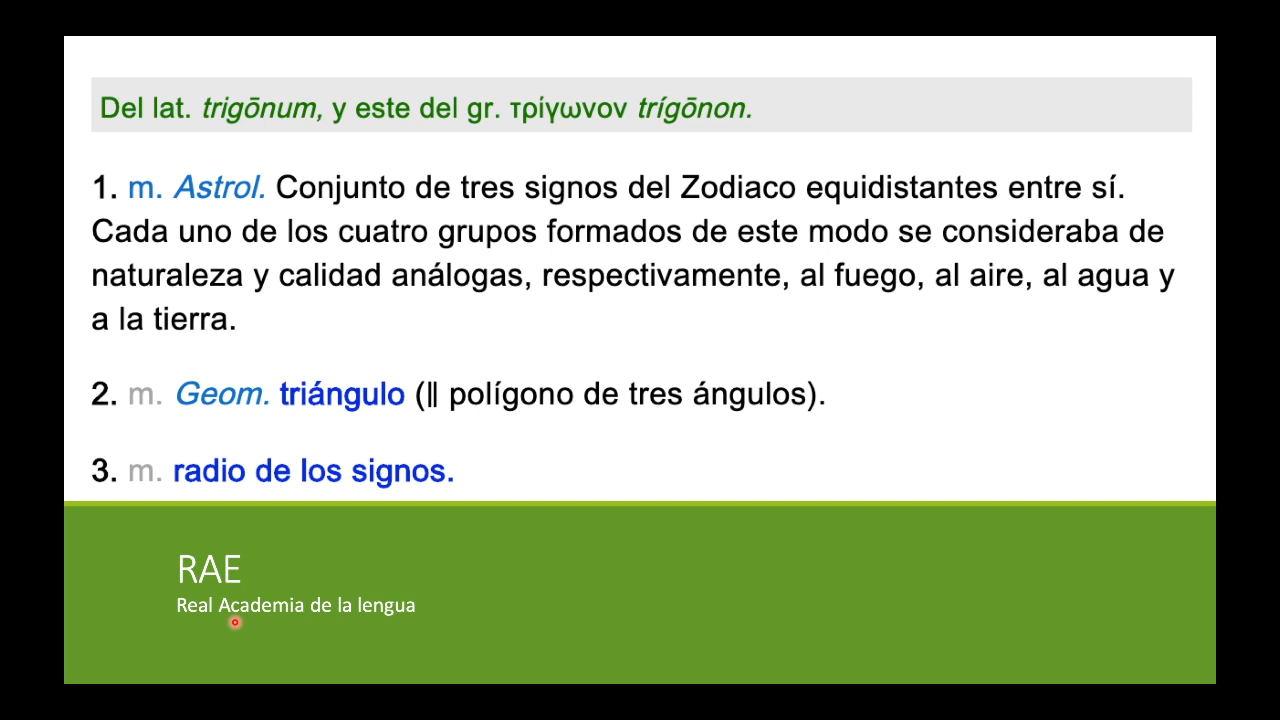 Del lat. trigōnum, y este del gr. τρίγωνον trígōnon.
1. m. Astrol. Conjunto de tres signos del Zodiaco equidistantes entre sí.
Cada uno de los cuatro grupos formados de este modo se consideraba de
naturaleza y calidad análogas, respectivamente, al fuego, al aire, al agua y
a la tierra.
2. m. Geom. triángulo (ǁ polígono de tres ángulos).
3. m. radio de los signos.
RAE
Real Academia de la lengua